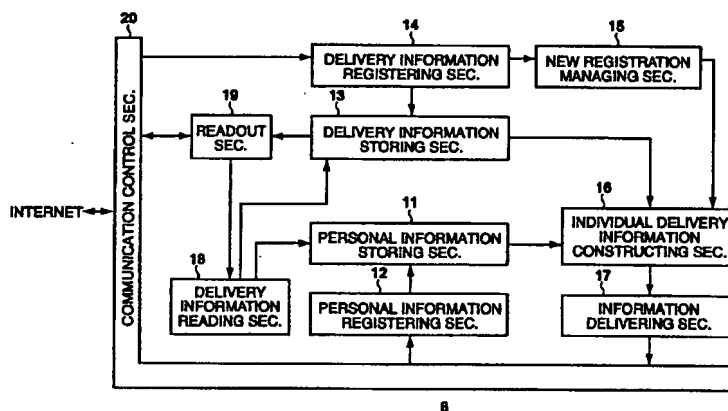 20
14
15
DELIVERY INFORMATION
REGISTERING SEC.
NEW REGISTRATION
MANAGING SEC.
19
13
READOUT
SEC.
DELIVERY INFORMATION
STORING SEC.
COMMUNICATION CONTROL SEC.
INTERNET
11
16
PERSONAL INFORMATION
STORING SEC.
INDIVIDUAL DELIVERY
INFORMATION
CONSTRUCTING SEC.
18
12
17
DELIVERY
INFORMATION
READING SEC.
PERSONAL INFORMATION
REGISTERING SEC.
INFORMATION
DELIVERING SEC.